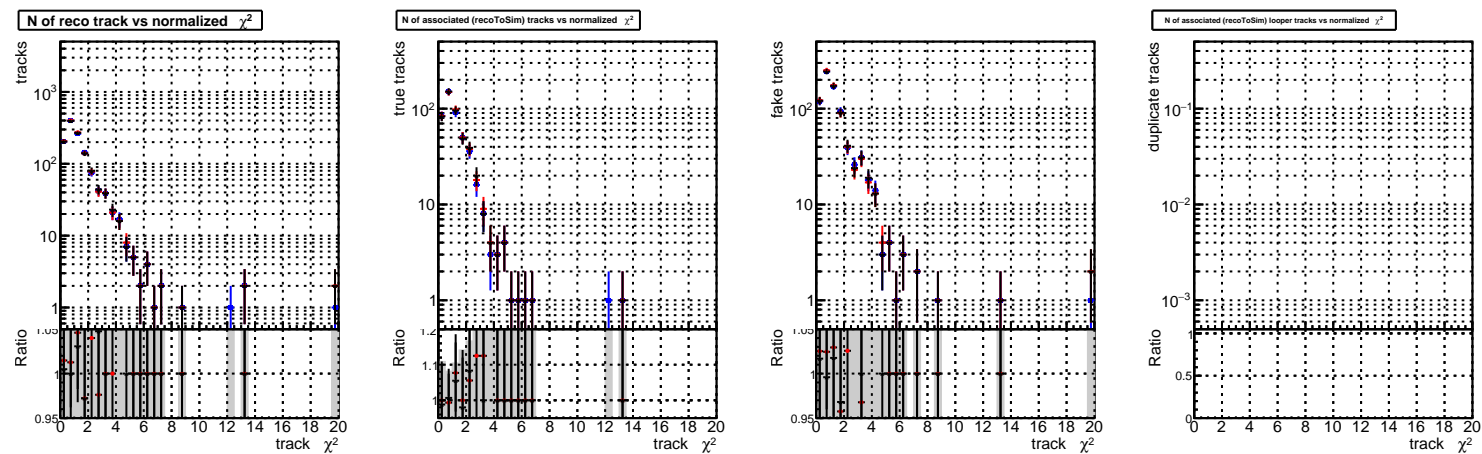 N of reco track vs normalized χ²
tracks
10³
10²
10
1
Ratio
1.05
1
0.95
0 2 4 6 8 10 12 14 16 18 20
track χ²
N of associated (recoToSim) tracks vs normalized χ²
true tracks
10²
10
1
Ratio
1.2
1.1
1
0 2 4 6 8 10 12 14 16 18 20
track χ²
fake tracks
10²
10
1
Ratio
1.05
1
0.95
0 2 4 6 8 10 12 14 16 18 20
track χ²
N of associated (recoToSim) looper tracks vs normalized χ²
duplicate tracks
10⁻¹
10⁻²
10⁻³
Ratio
1
0.5
0
0 2 4 6 8 10 12 14 16 18 20
track χ²